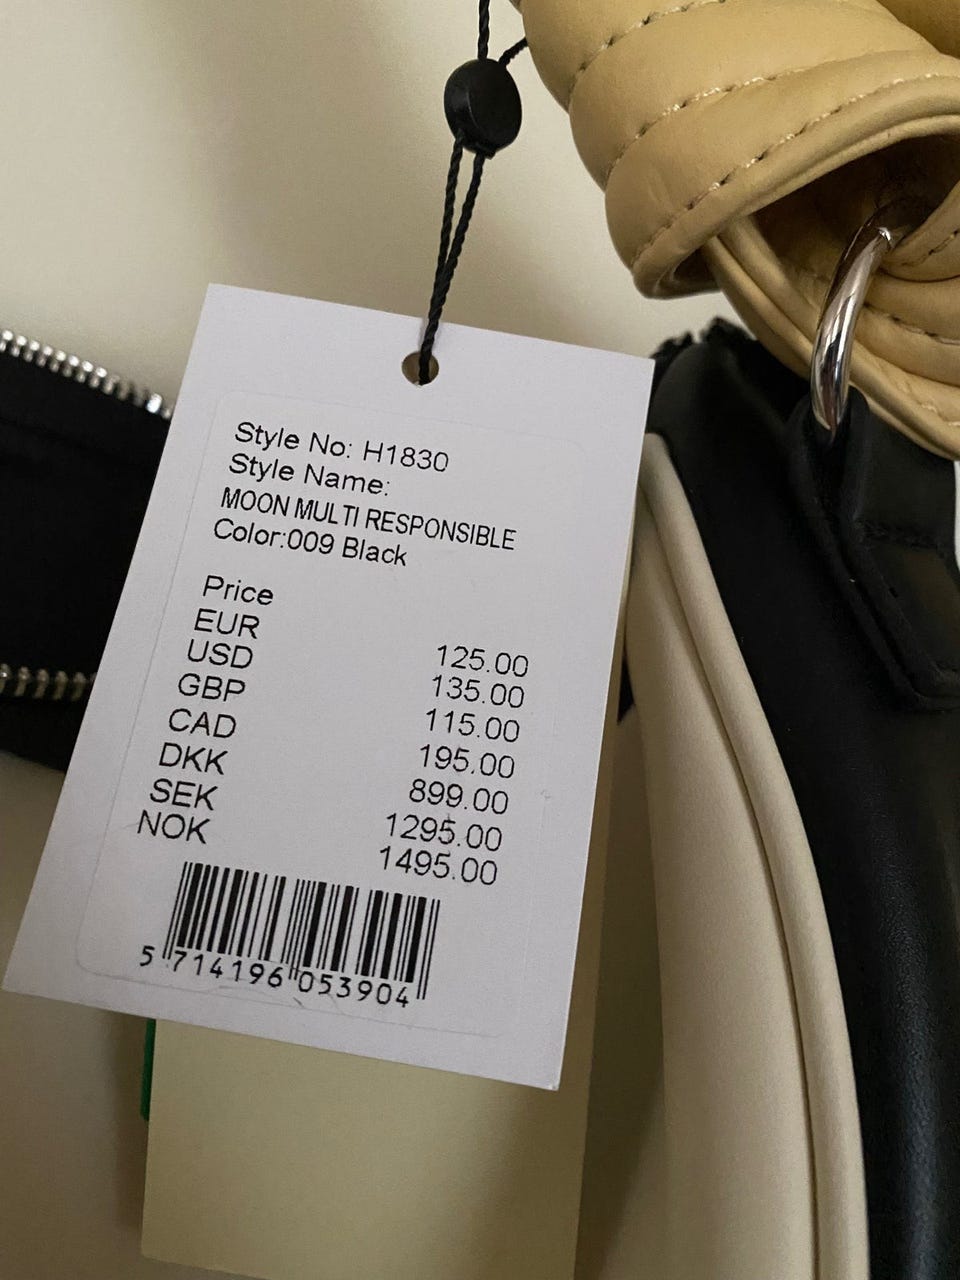 Style No: H1830
Style Name:
MOON MULTI RESPONSIBLE
Color:009 Black
Price
EUR 125.00
USD 135.00
GBP 115.00
CAD 195.00
DKK 899.00
SEK 1295.00
NOK 1495.00
5 714196 053904